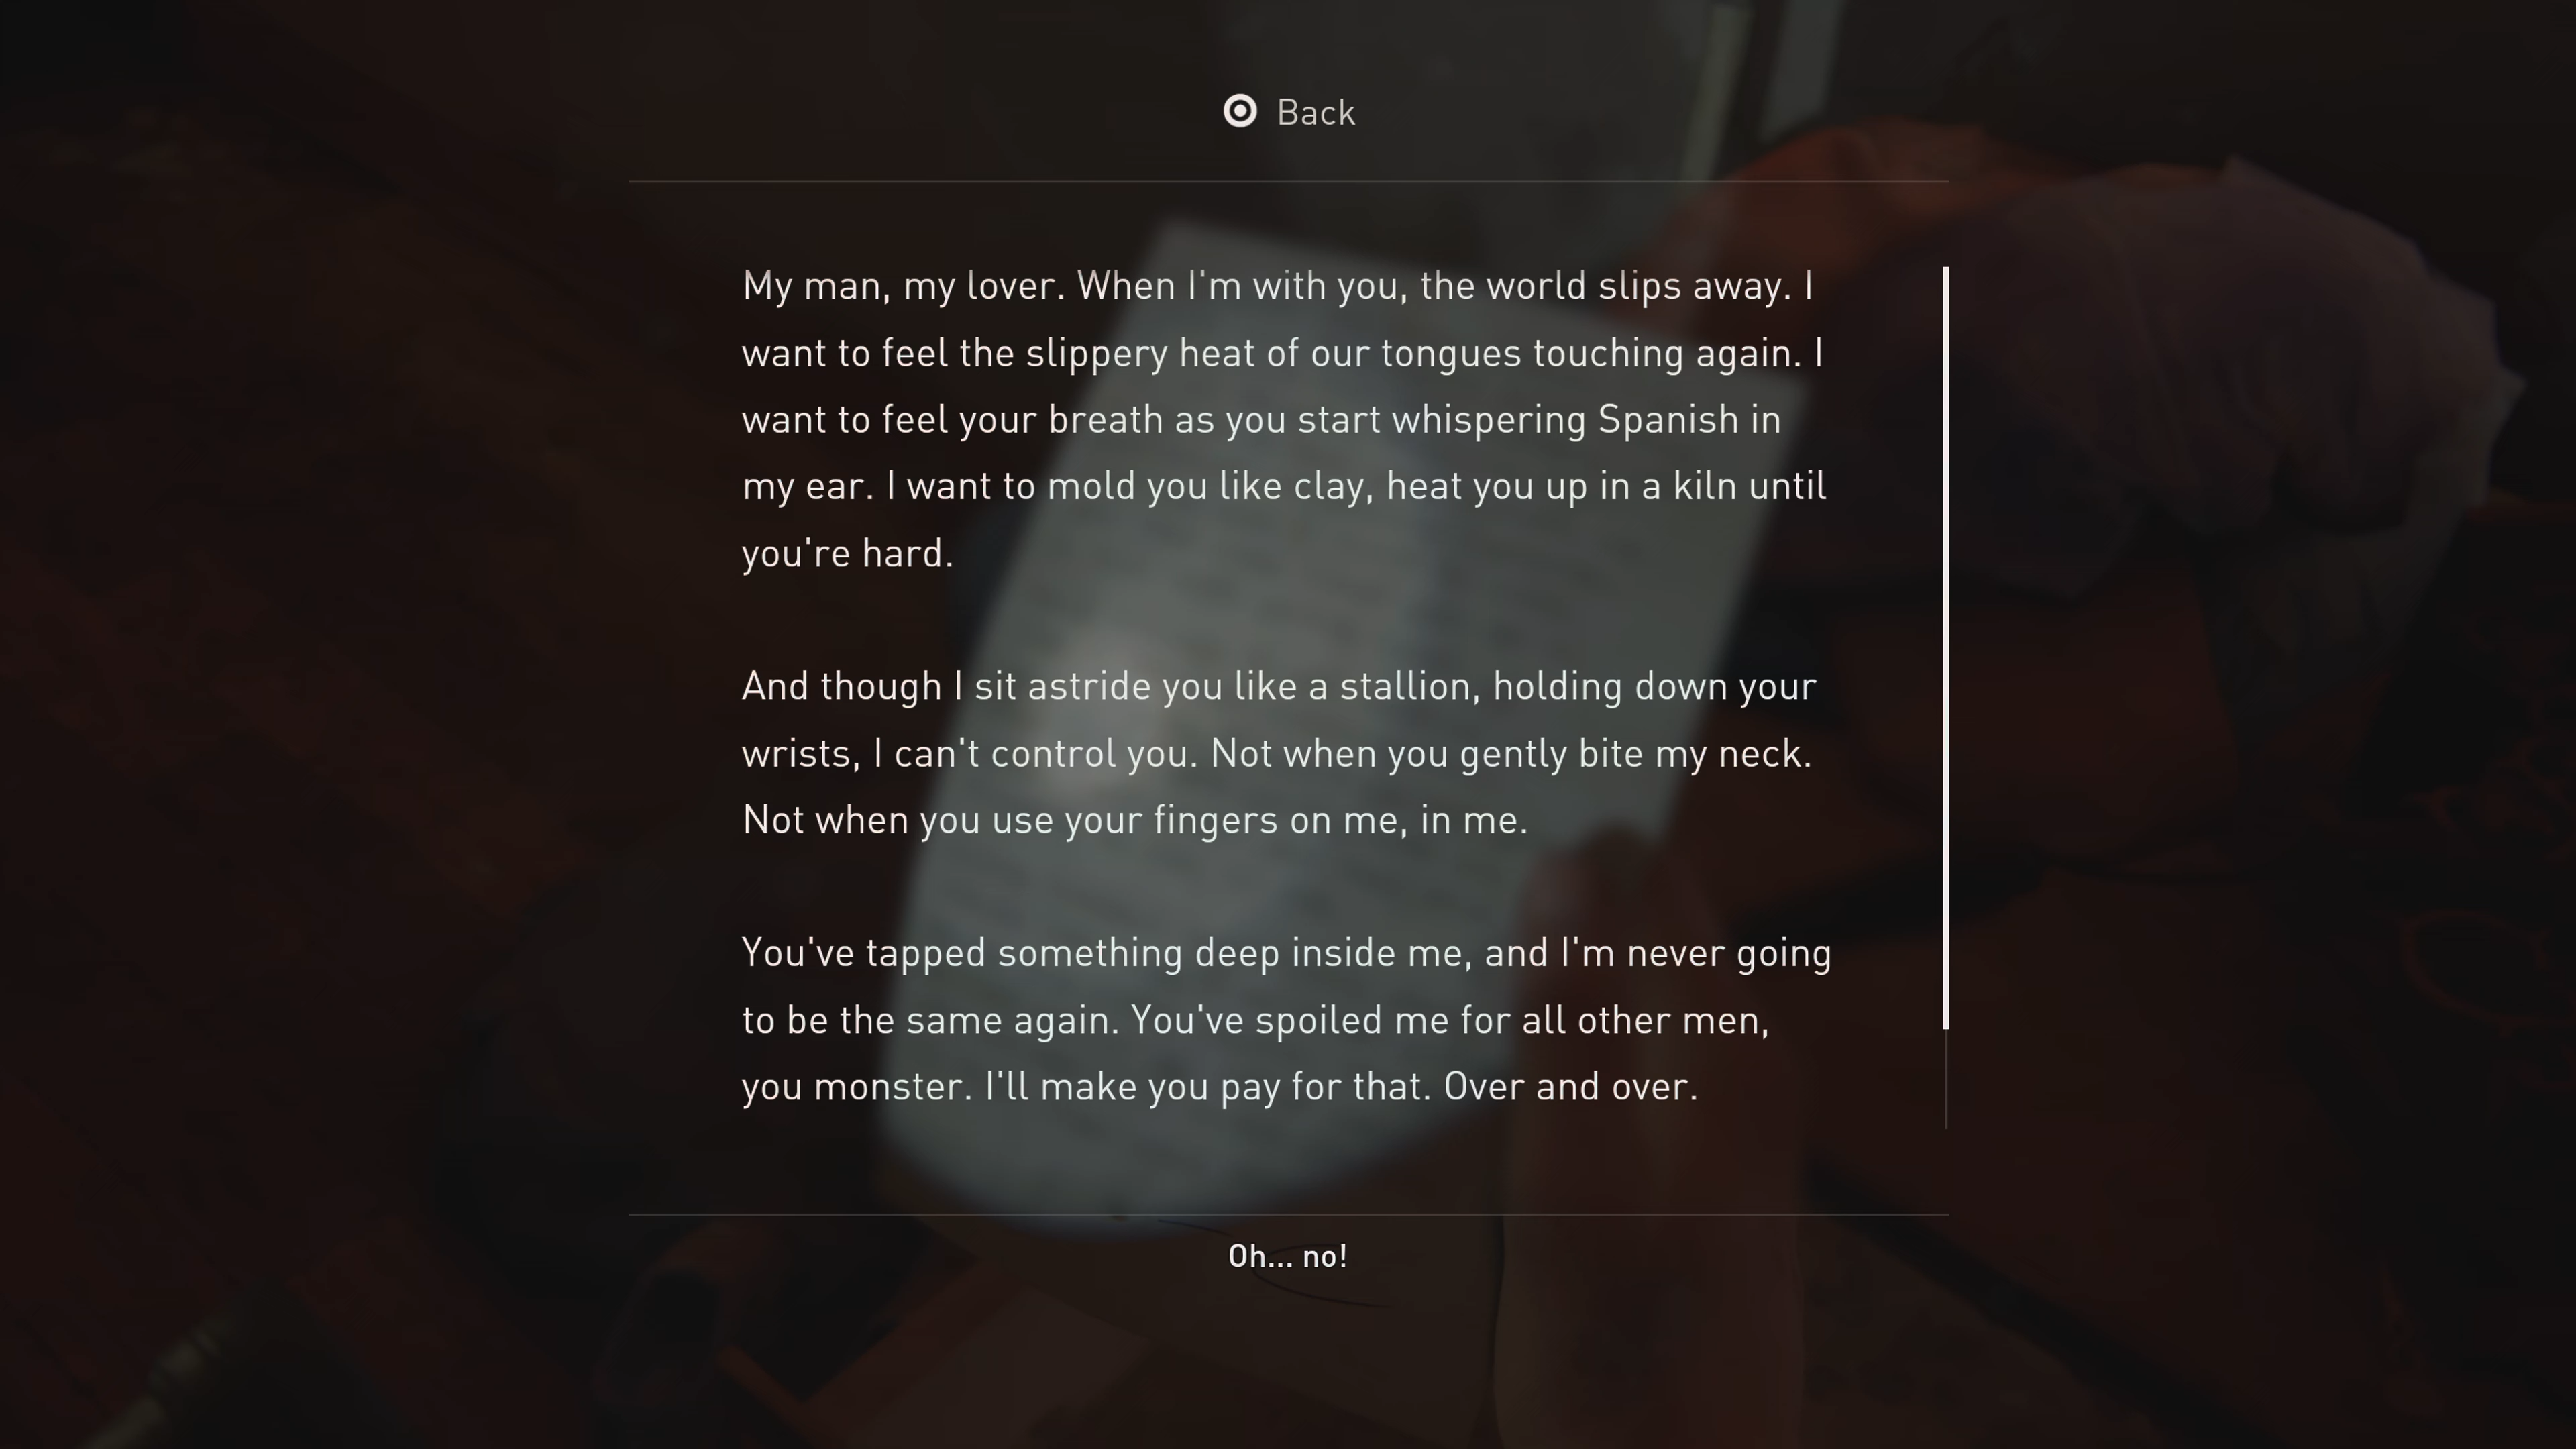 Back
My man, my lover. When I'm with you, the world slips away. I
want to feel the slippery heat of our tongues touching again. I
want to feel your breath as you start whispering Spanish in
my ear. I want to mold you like clay, heat you up in a kiln until
you're hard.
And though I sit astride you like a stallion, holding down your
wrists, I can't control you. Not when you gently bite my neck.
Not when you use your fingers on me, in me.
You've tapped something deep inside me, and I'm never going
to be the same again. You've spoiled me for all other men,
you monster. I'll make you pay for that. Over and over.
Oh... no!